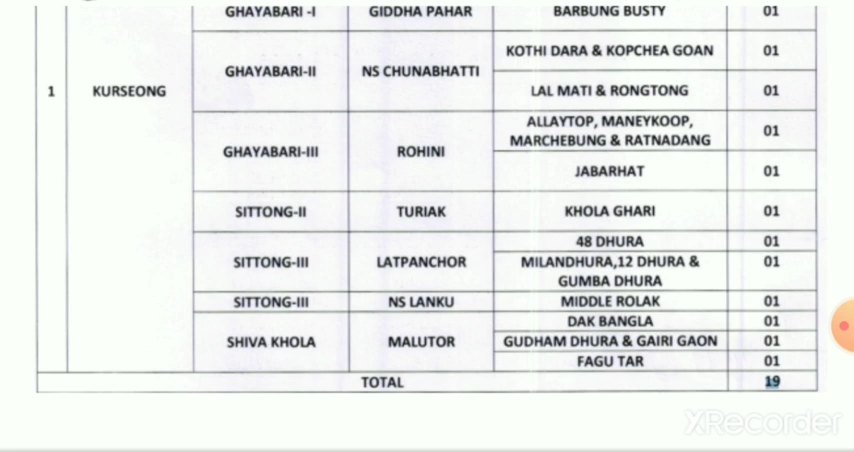 GHAYABARI -I GIDDHA PAHAR BARBUNG BUSTY 01
KOTHI DARA & KOPCHEA GOAN 01
GHAYABARI-II NS CHUNABHATTI
1 KURSEONG LAL MATI & RONGTONG 01
ALLAYTOP, MANEYKOOP,
MARCHEBUNG & RATNADANG 01
GHAYABARI-III ROHINI
JABARHAT 01
SITTONG-II TURIAK KHOLA GHARI 01
48 DHURA 01
SITTONG-III LATPANCHOR MILANDHURA,12 DHURA & 01
GUMBA DHURA
SITTONG-III NS LANKU MIDDLE ROLAK 01
DAK BANGLA 01
SHIVA KHOLA MALUTOR GUDHAM DHURA & GAIRI GAON 01
FAGU TAR 01
TOTAL 19
XRecorder